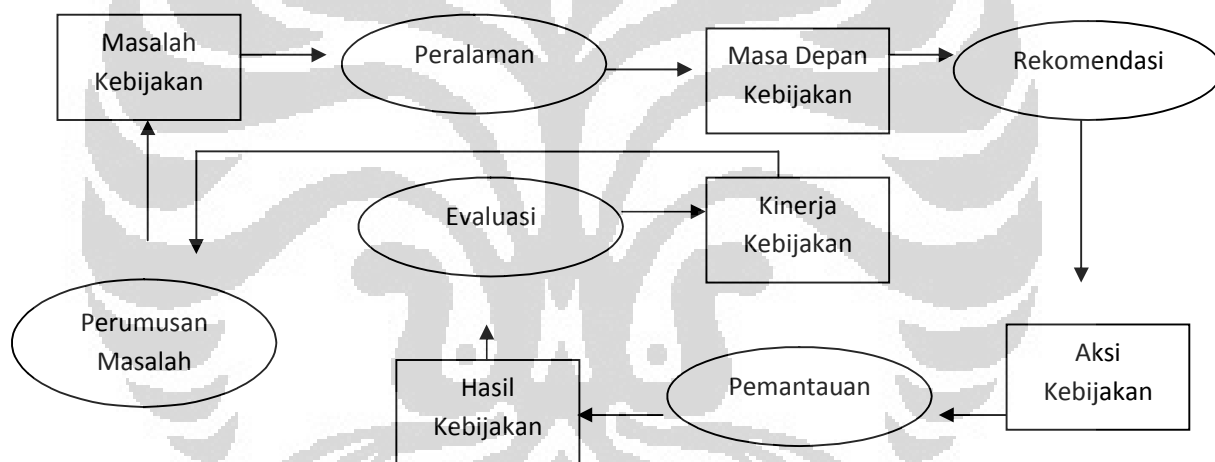 Masalah
Kebijakan
Peralaman
Masa Depan
Kebijakan
Rekomendasi
Evaluasi
Kinerja
Kebijakan
Perumusan
Masalah
Hasil
Kebijakan
Pemantauan
Aksi
Kebijakan